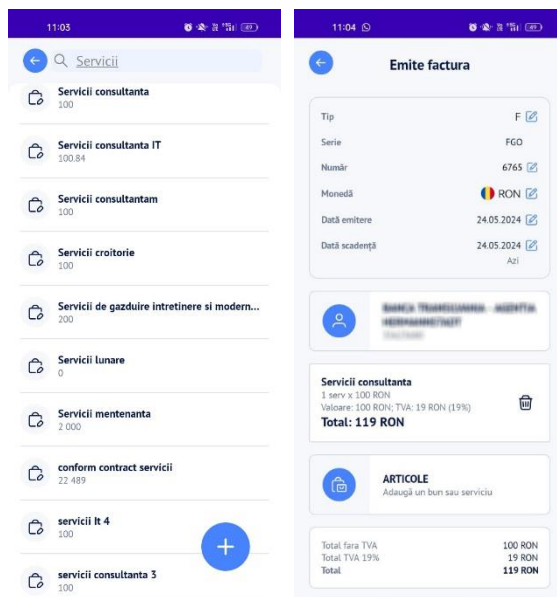 11:03
49
Servicii
Servicii consultanta
100
Servicii consultanta IT
100.84
Servicii consultantam
100
Servicii croitorie
100
Servicii de gazduire intretinere si modern...
200
Servicii lunare
0
Servicii mentenanta
2 000
conform contract servicii
22 489
servicii It 4
100
servicii consultanta 3
100
11:04
49
Emite factura
Tip F
Serie FGO
Număr 6765
Monedă RON
Dată emitere 24.05.2024
Dată scadență 24.05.2024
Azi
Servicii consultanta
1 serv x 100 RON
Valoare: 100 RON; TVA: 19 RON (19%)
Total: 119 RON
ARTICOLE
Adaugă un bun sau serviciu
Total fara TVA 100 RON
Total TVA 19% 19 RON
Total 119 RON